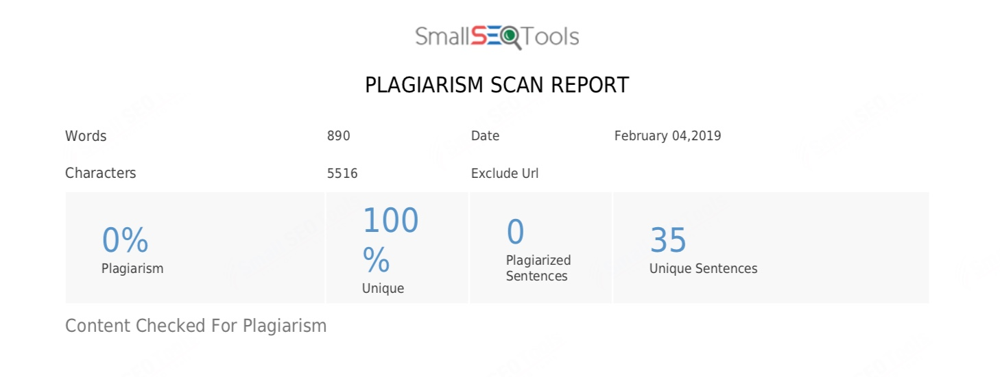 SmallSEOTools
PLAGIARISM SCAN REPORT
Words 890 Date February 04,2019
Characters 5516 Exclude Url
0%
Plagiarism
100
%
Unique
0
Plagiarized
Sentences
35
Unique Sentences
Content Checked For Plagiarism